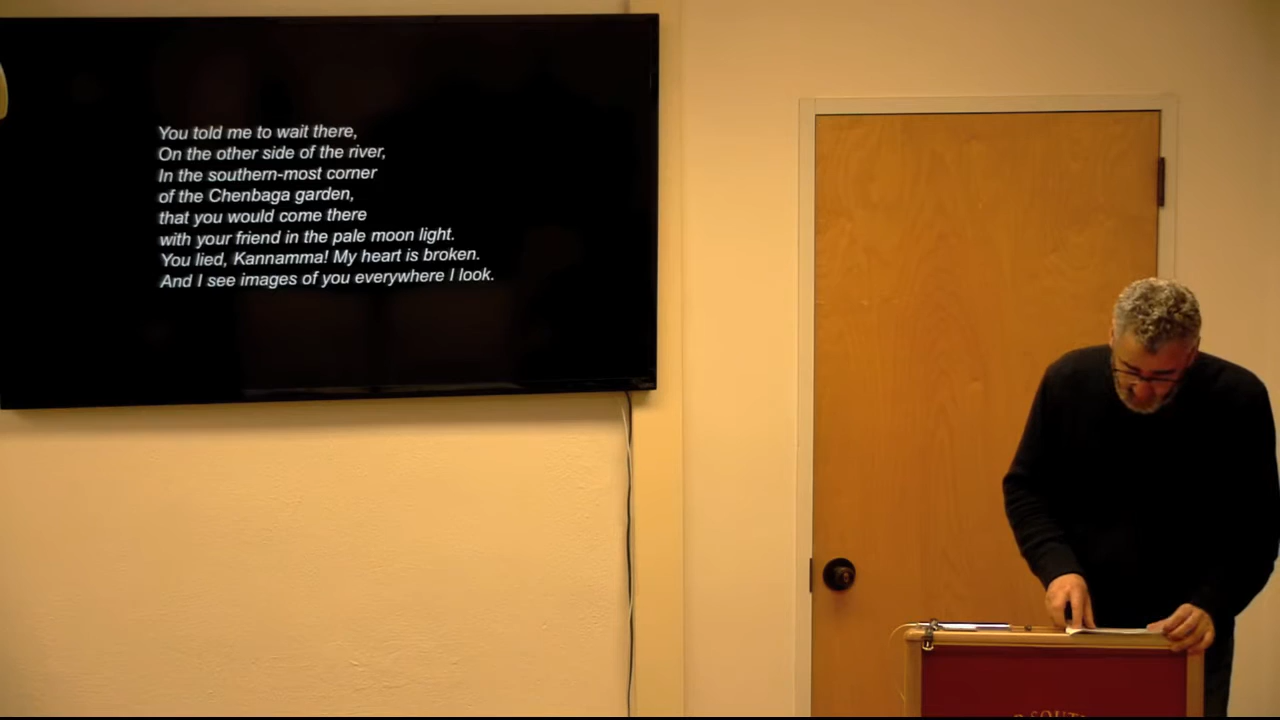 You told me to wait there,
On the other side of the river,
In the southern-most corner
of the Chenbaga garden,
that you would come there
with your friend in the pale moon light.
You lied, Kannamma! My heart is broken.
And I see images of you everywhere I look.